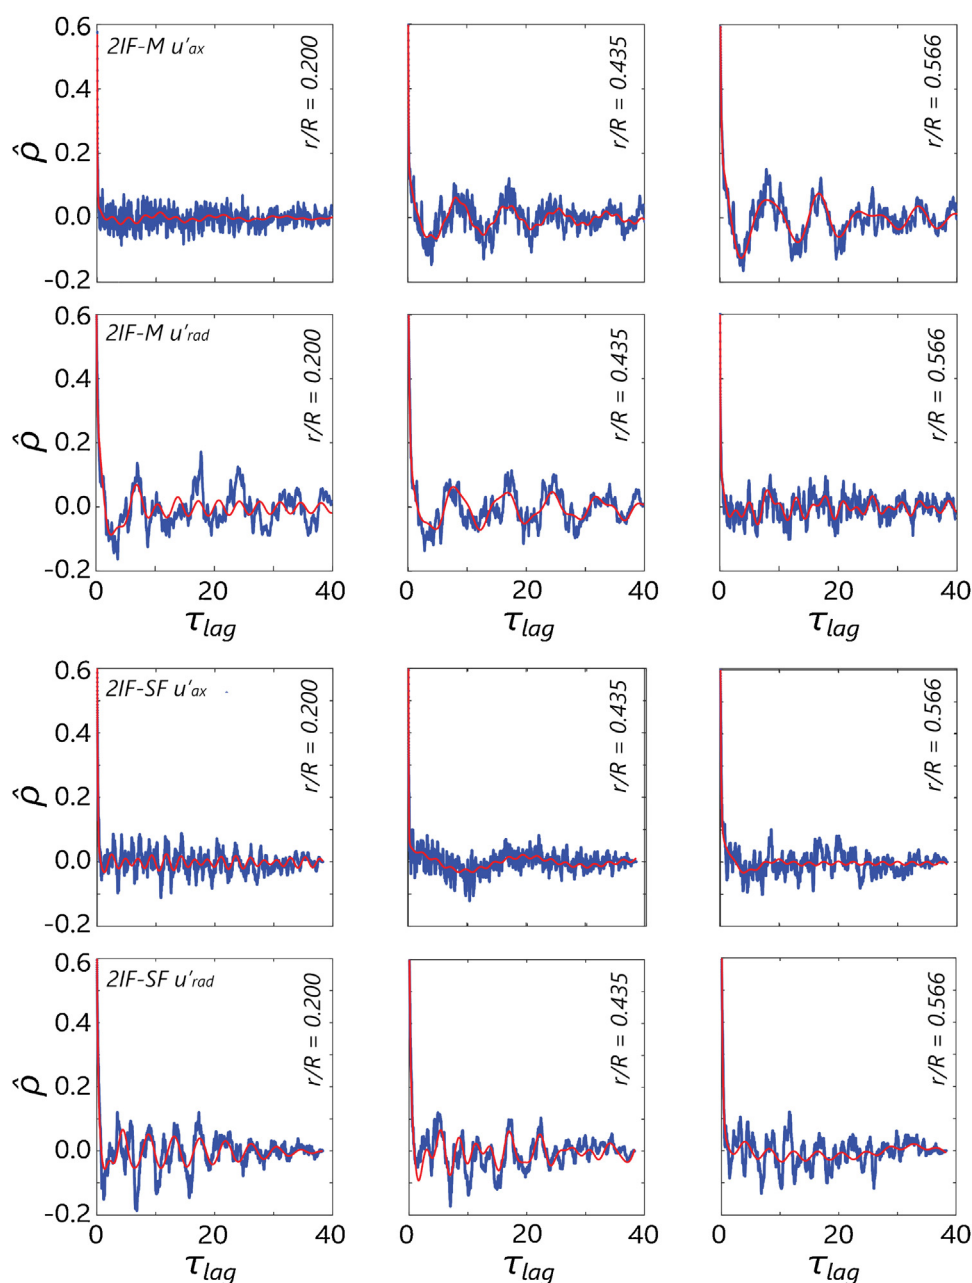 0.6
0.4
0.2
0.0
-0.2
ρ̂
2IF-M u'ax
r/R = 0.200
r/R = 0.435
r/R = 0.566
0.6
0.4
0.2
0.0
-0.2
ρ̂
2IF-M u'rad
r/R = 0.200
r/R = 0.435
r/R = 0.566
0 20 40
0 20 40
0 20 40
τlag
τlag
τlag
0.6
0.4
0.2
0.0
-0.2
ρ̂
2IF-SF u'ax
r/R = 0.200
r/R = 0.435
r/R = 0.566
0.6
0.4
0.2
0.0
-0.2
ρ̂
2IF-SF u'rad
r/R = 0.200
r/R = 0.435
r/R = 0.566
0 20 40
0 20 40
0 20 40
τlag
τlag
τlag